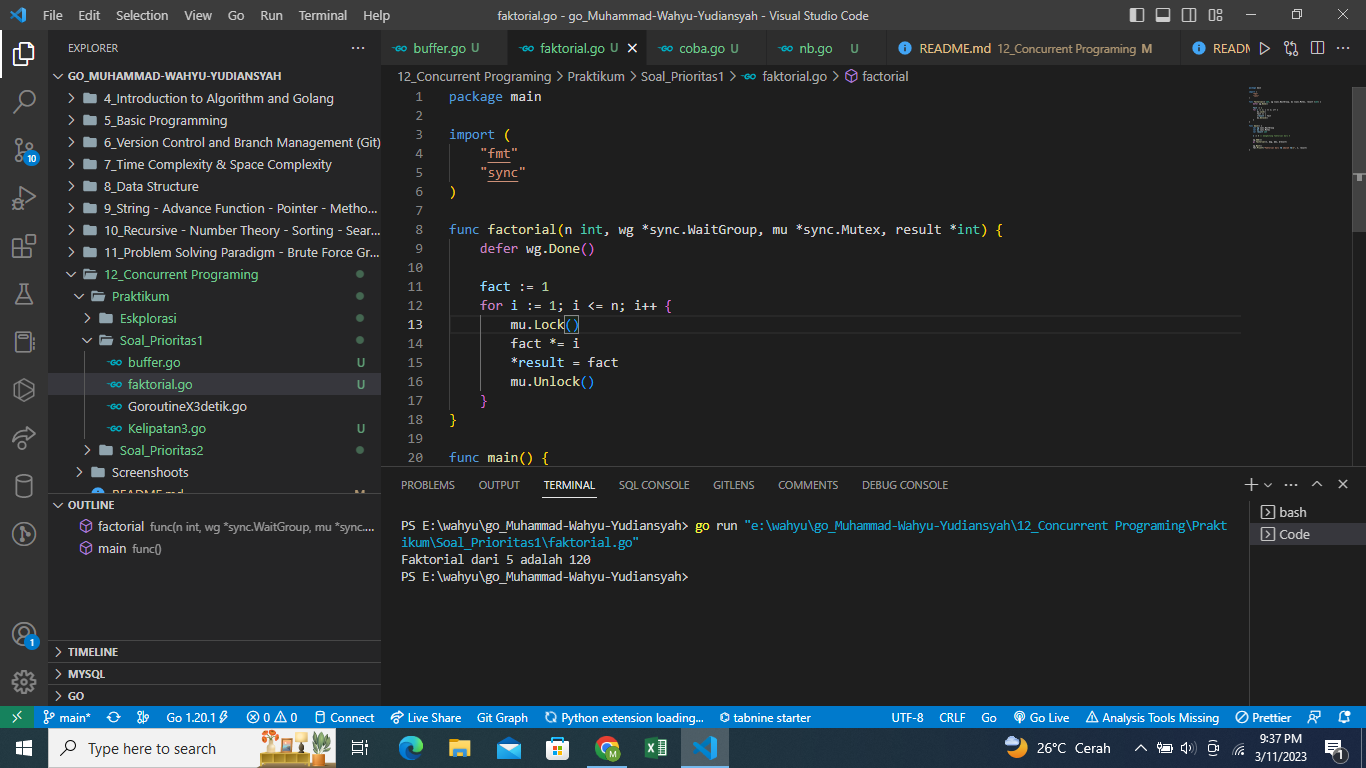 File Edit Selection View Go Run Terminal Help
faktorial.go - go_Muhammad-Wahyu-Yudiansyah - Visual Studio Code
EXPLORER
buffer.go U
faktorial.go U
coba.go U
nb.go U
README.md 12_Concurrent Programing M
READM
GO_MUHAMMAD-WAHYU-YUDIANSYAH
4_Introduction to Algorithm and Golang
5_Basic Programming
6_Version Control and Branch Management (Git)
7_Time Complexity & Space Complexity
8_Data Structure
9_String - Advance Function - Pointer - Metho...
10_Recursive - Number Theory - Sorting - Sear...
11_Problem Solving Paradigm - Brute Force Gr...
12_Concurrent Programing
Praktikum
Eskplorasi
Soal_Prioritas1
buffer.go U
faktorial.go U
GoroutineX3detik.go
Kelipatan3.go U
Soal_Prioritas2
Screenshoots
README.md M
OUTLINE
factorial func(n int, wg *sync.WaitGroup, mu *sync....
main func()
TIMELINE
MYSQL
GO
10
1
12_Concurrent Programing > Praktikum > Soal_Prioritas1 > faktorial.go > factorial
1 package main
2
3 import (
4 "fmt"
5 "sync"
6 )
7
8 func factorial(n int, wg *sync.WaitGroup, mu *sync.Mutex, result *int) {
9 defer wg.Done()
10
11 fact := 1
12 for i := 1; i <= n; i++ {
13 mu.Lock()
14 fact *= i
15 *result = fact
16 mu.Unlock()
17 }
18 }
19
20 func main() {
PROBLEMS OUTPUT TERMINAL SQL CONSOLE GITLENS COMMENTS DEBUG CONSOLE
PS E:\wahyu\go_Muhammad-Wahyu-Yudiansyah> go run "e:\wahyu\go_Muhammad-Wahyu-Yudiansyah\12_Concurrent Programing\Prakt
ikum\Soal_Prioritas1\faktorial.go"
Faktorial dari 5 adalah 120
PS E:\wahyu\go_Muhammad-Wahyu-Yudiansyah>
bash
Code
main* Go 1.20.1 0 0 Connect Live Share Git Graph Python extension loading... tabnine starter UTF-8 CRLF Go Go Live Analysis Tools Missing Prettier
Type here to search
26°C Cerah
9:37 PM
3/11/2023
1